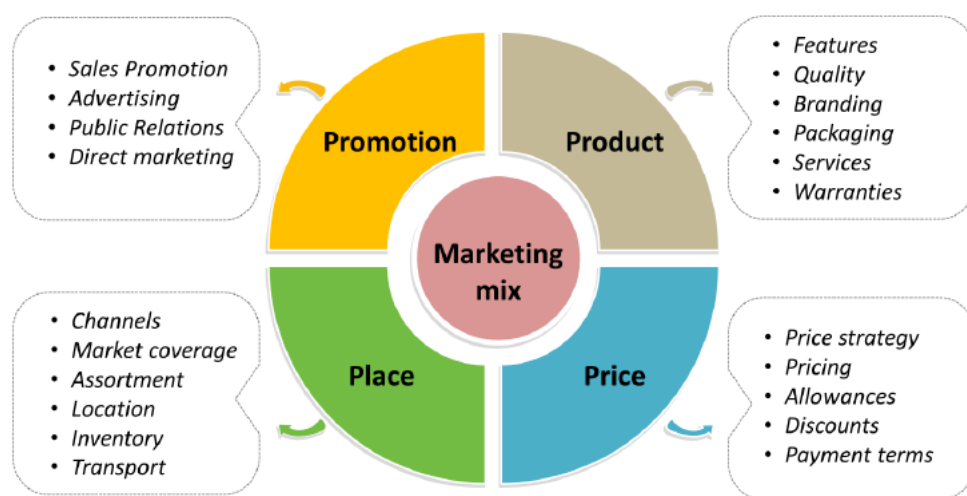 • Sales Promotion
• Advertising
• Public Relations
• Direct marketing
Promotion
Product
• Features
• Quality
• Branding
• Packaging
• Services
• Warranties
Marketing
mix
• Channels
• Market coverage
• Assortment
• Location
• Inventory
• Transport
Place
Price
• Price strategy
• Pricing
• Allowances
• Discounts
• Payment terms